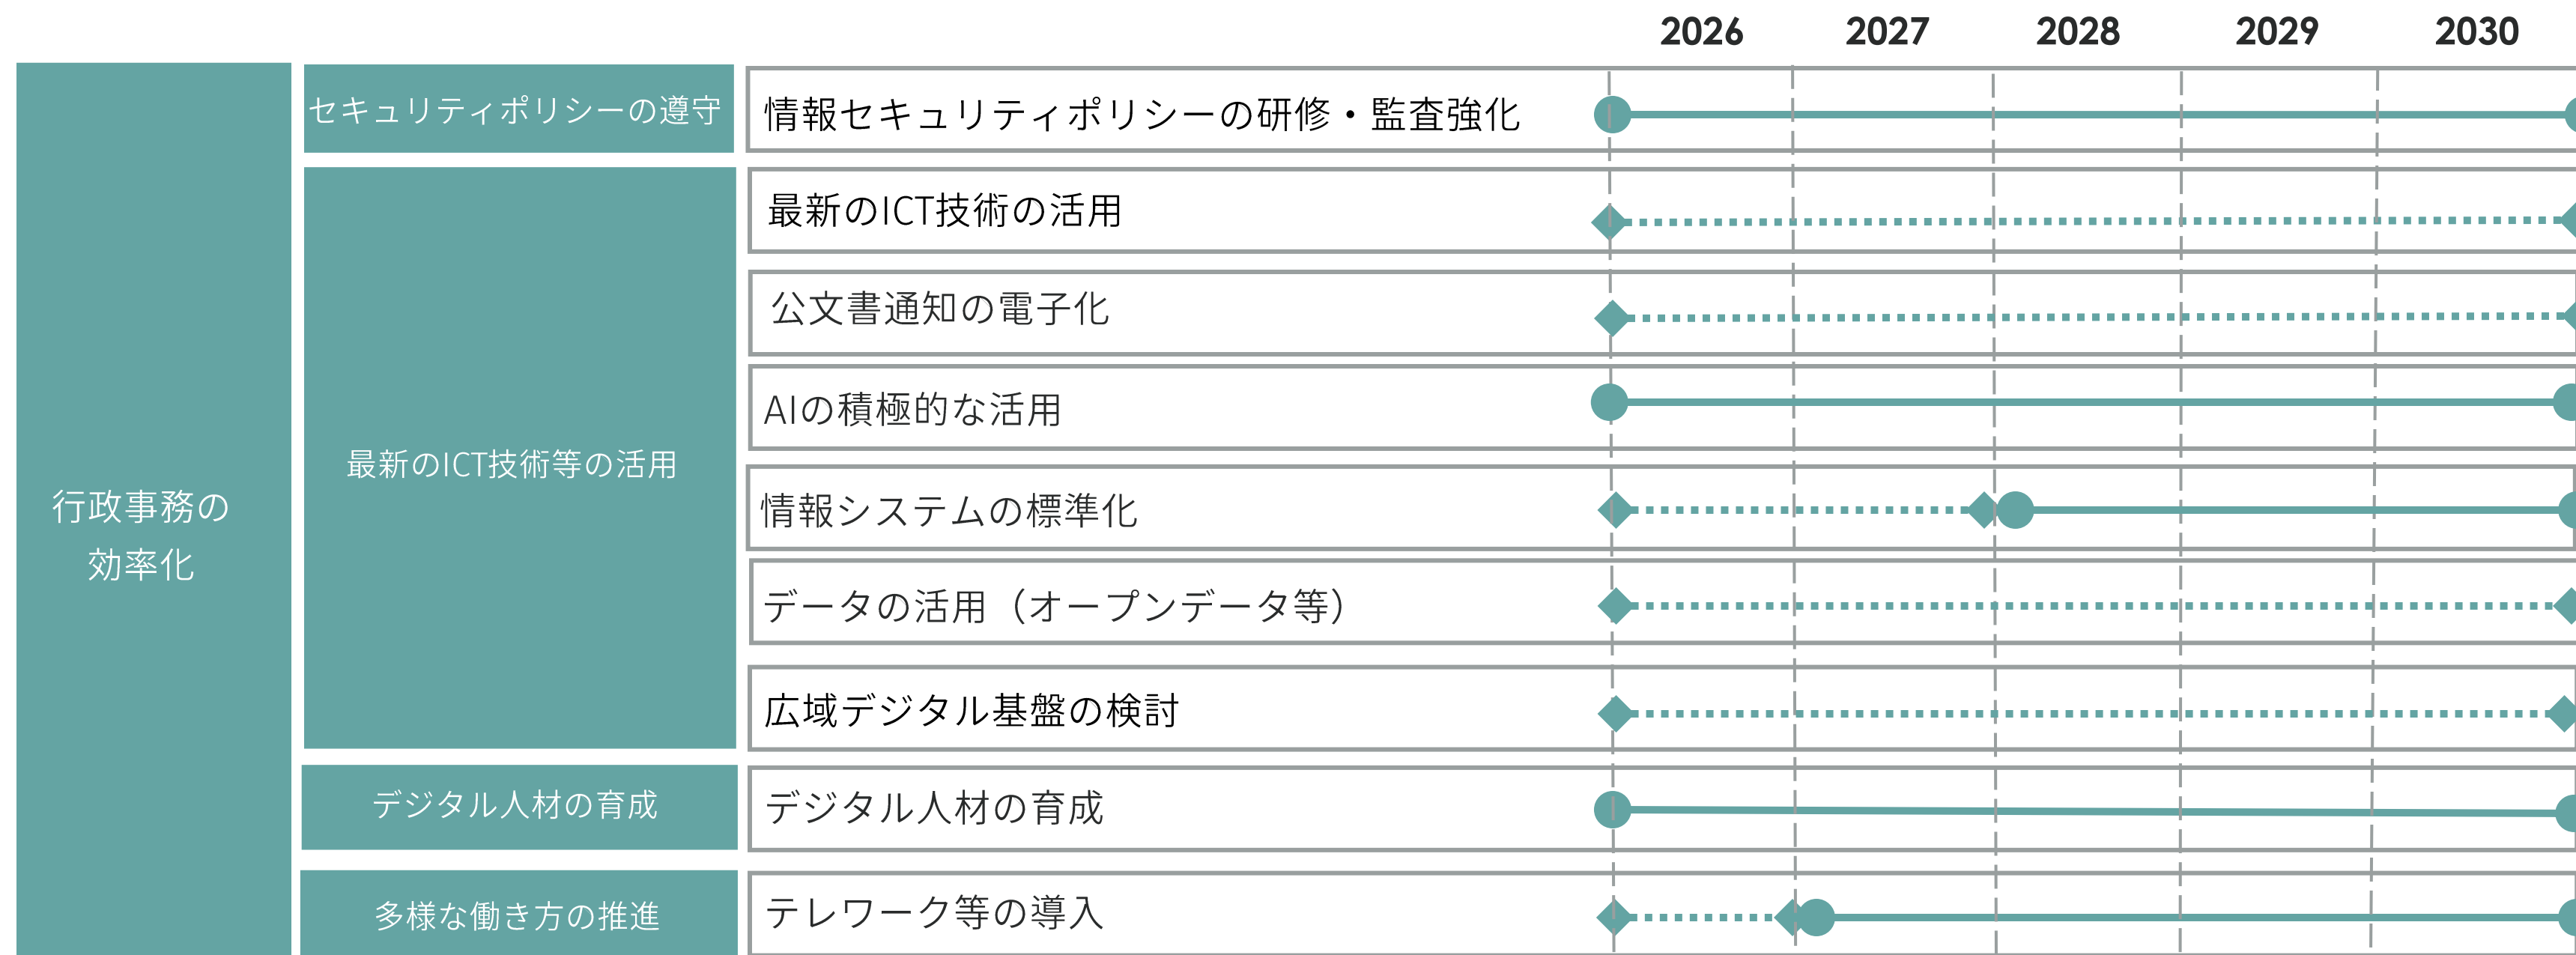 2026 2027 2028 2029 2030
行政事務の
効率化
セキュリティポリシーの遵守
情報セキュリティポリシーの研修・監査強化
最新のICT技術等の活用
最新のICT技術の活用
公文書通知の電子化
AIの積極的な活用
情報システムの標準化
データの活用（オープンデータ等）
広域デジタル基盤の検討
デジタル人材の育成
デジタル人材の育成
多様な働き方の推進
テレワーク等の導入